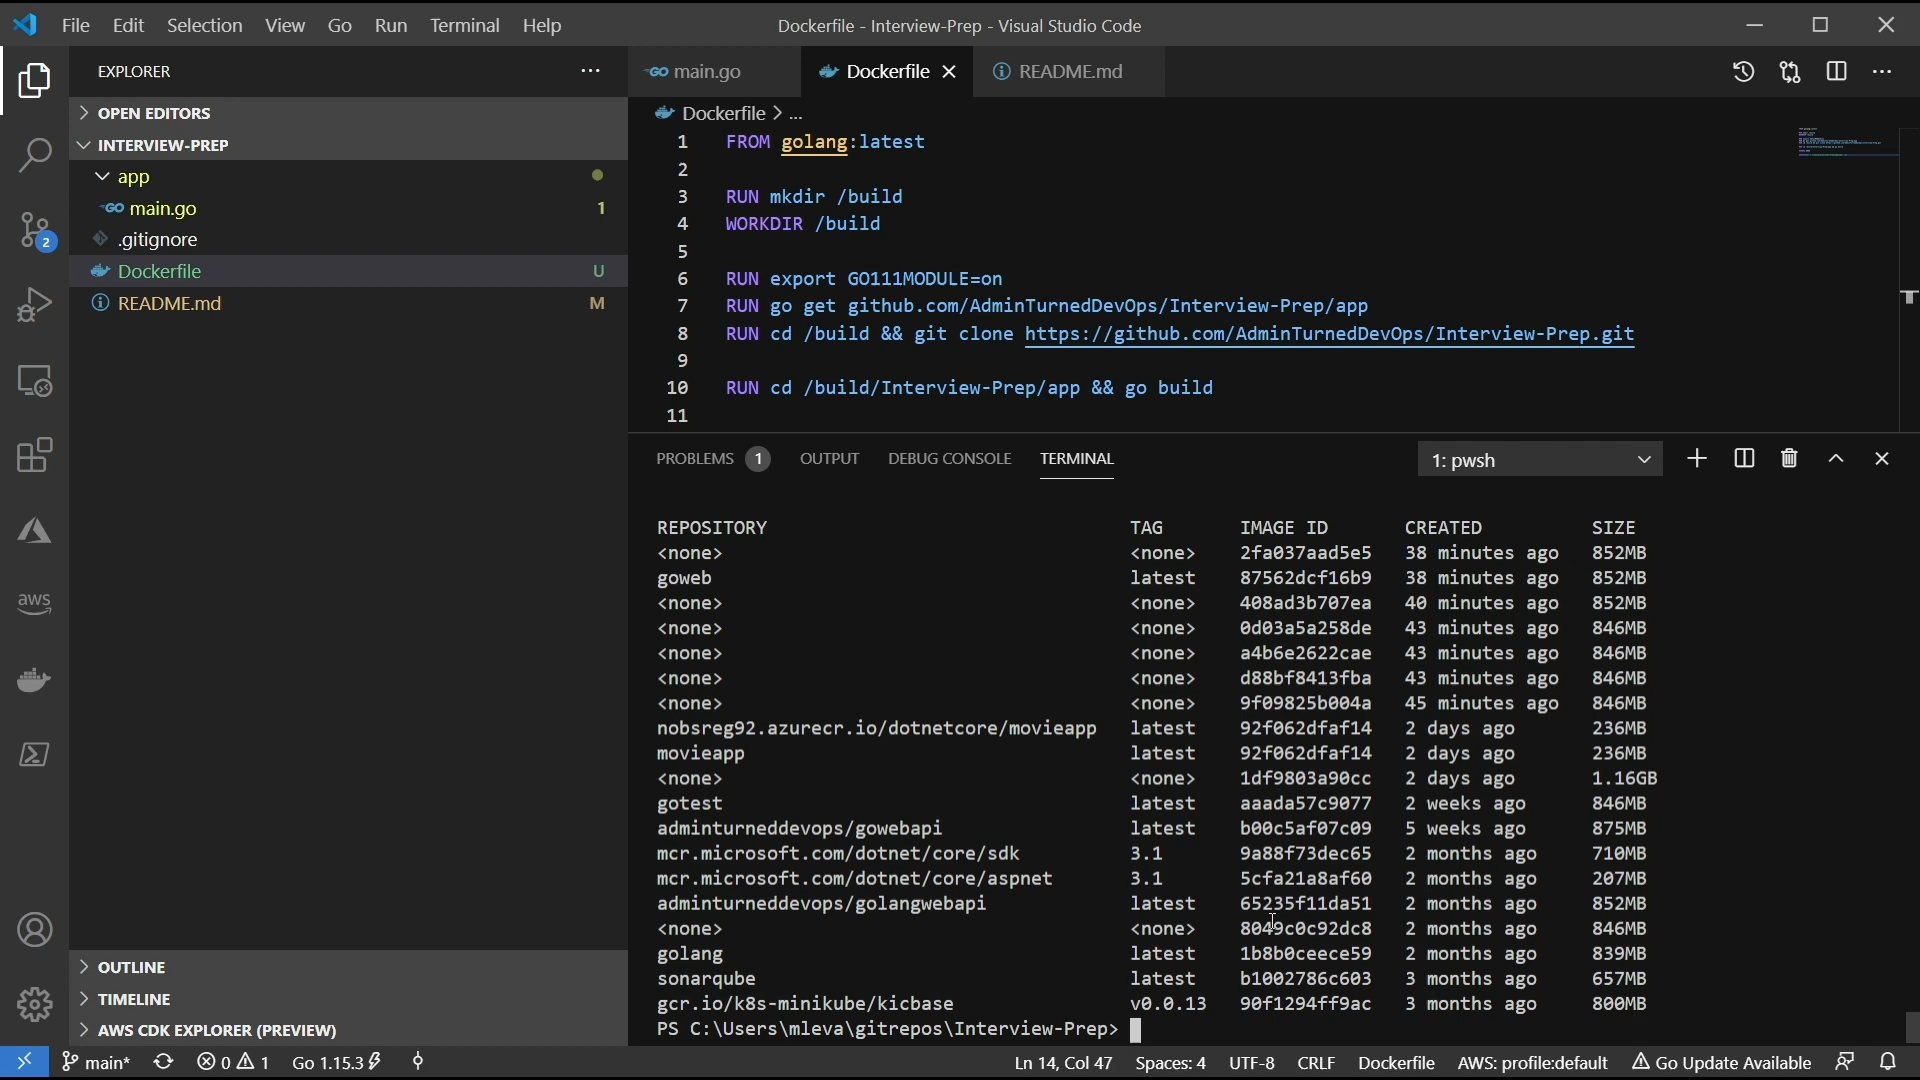 File Edit Selection View Go Run Terminal Help
Dockerfile - Interview-Prep - Visual Studio Code
EXPLORER
OPEN EDITORS
INTERVIEW-PREP
app
GO main.go 1
.gitignore
Dockerfile U
README.md M
OUTLINE
TIMELINE
AWS CDK EXPLORER (PREVIEW)
2
aws
GO main.go Dockerfile README.md
Dockerfile > ...
1 FROM golang:latest
2
3 RUN mkdir /build
4 WORKDIR /build
5
6 RUN export GO111MODULE=on
7 RUN go get github.com/AdminTurnedDevOps/Interview-Prep/app
8 RUN cd /build && git clone https://github.com/AdminTurnedDevOps/Interview-Prep.git
9
10 RUN cd /build/Interview-Prep/app && go build
11
PROBLEMS 1 OUTPUT DEBUG CONSOLE TERMINAL 1: pwsh
REPOSITORY TAG IMAGE ID CREATED SIZE
<none> <none> 2fa037aad5e5 38 minutes ago 852MB
goweb latest 87562dcf16b9 38 minutes ago 852MB
<none> <none> 408ad3b707ea 40 minutes ago 852MB
<none> <none> 0d03a5a258de 43 minutes ago 846MB
<none> <none> a4b6e2622cae 43 minutes ago 846MB
<none> <none> d88bf8413fba 43 minutes ago 846MB
<none> <none> 9f09825b004a 45 minutes ago 846MB
nobsreg92.azurecr.io/dotnetcore/movieapp latest 92f062dfaf14 2 days ago 236MB
movieapp latest 92f062dfaf14 2 days ago 236MB
<none> <none> 1df9803a90cc 2 days ago 1.16GB
gotest latest aaada57c9077 2 weeks ago 846MB
adminturneddevops/gowebapi latest b00c5af07c09 5 weeks ago 875MB
mcr.microsoft.com/dotnet/core/sdk 3.1 9a88f73dec65 2 months ago 710MB
mcr.microsoft.com/dotnet/core/aspnet 3.1 5cfa21a8af60 2 months ago 207MB
adminturneddevops/golangwebapi latest 65235f11da51 2 months ago 852MB
<none> <none> 8049c0c92dc8 2 months ago 846MB
golang latest 1b8b0ceece59 2 months ago 839MB
sonarqube latest b1002786c603 3 months ago 657MB
gcr.io/k8s-minikube/kicbase v0.0.13 90f1294ff9ac 3 months ago 800MB
PS C:\Users\mleva\gitrepos\Interview-Prep>
main* 0 1 Go 1.15.3 Ln 14, Col 47 Spaces: 4 UTF-8 CRLF Dockerfile AWS: profile:default Go Update Available